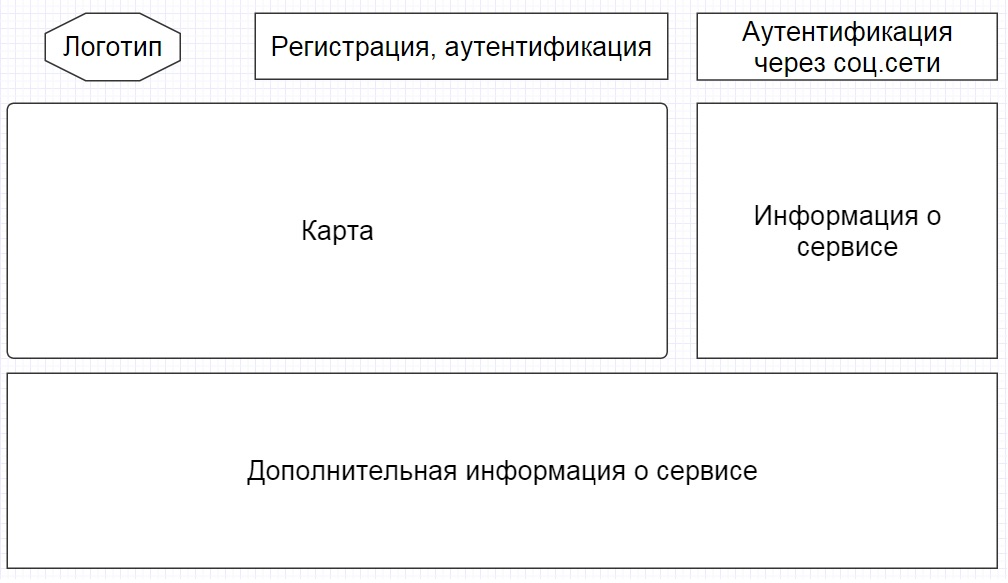 Логотип
Регистрация, аутентификация
Аутентификация
через соц.сети
Карта
Информация о
сервисе
Дополнительная информация о сервисе